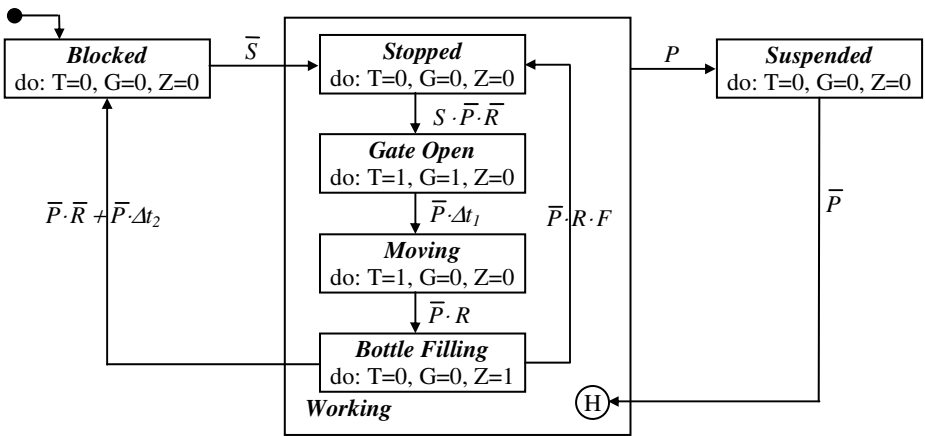 Blocked
do: T=0, G=0, Z=0
S̅
Stopped
do: T=0, G=0, Z=0
P
Suspended
do: T=0, G=0, Z=0
S · P̅ · R̅
Gate Open
do: T=1, G=1, Z=0
P̅ · R̅ + P̅ · Δt₂
P̅ · Δt₁
P̅ · R · F
P̅
Moving
do: T=1, G=0, Z=0
P̅ · R
Bottle Filling
do: T=0, G=0, Z=1
Working
H